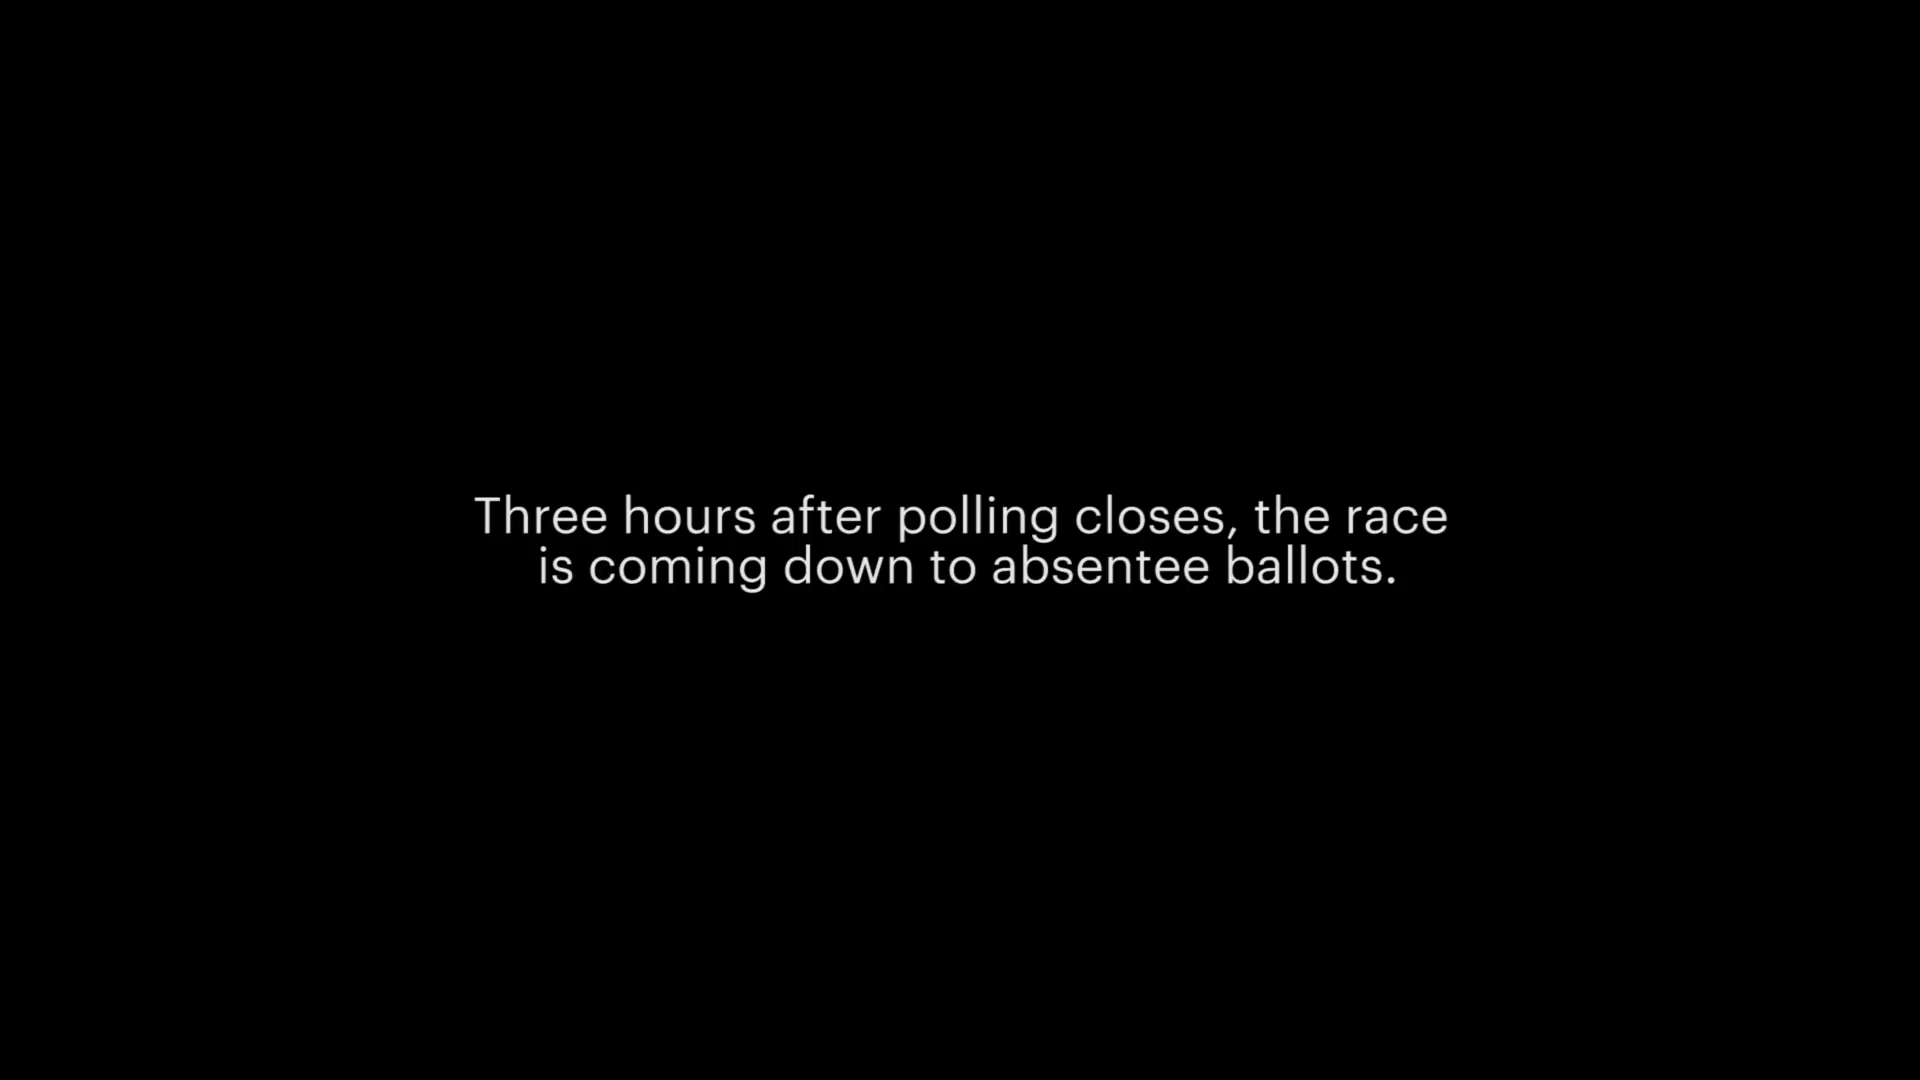 Three hours after polling closes, the race
is coming down to absentee ballots.